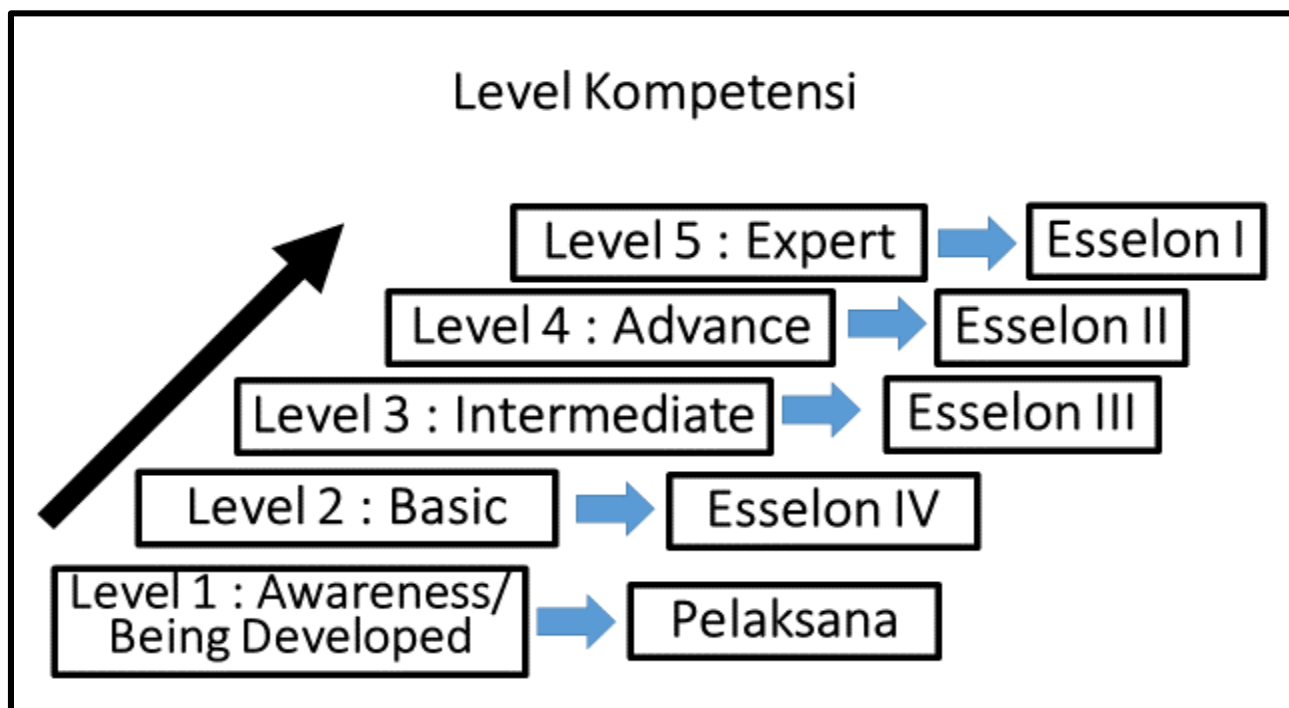 Level Kompetensi
Level 5 : Expert
Esselon I
Level 4 : Advance
Esselon II
Level 3 : Intermediate
Esselon III
Level 2 : Basic
Esselon IV
Level 1 : Awareness/
Being Developed
Pelaksana